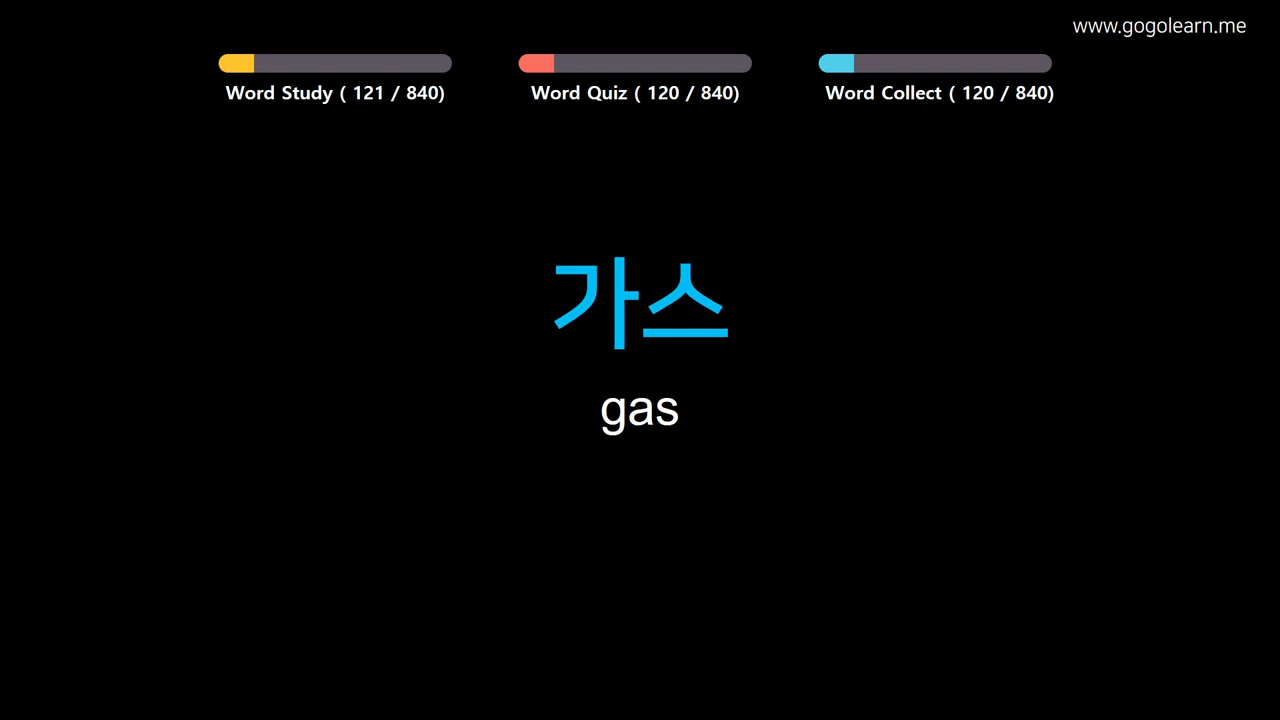 www.gogolearn.me
Word Study ( 121 / 840)
Word Quiz ( 120 / 840)
Word Collect ( 120 / 840)
가스
gas